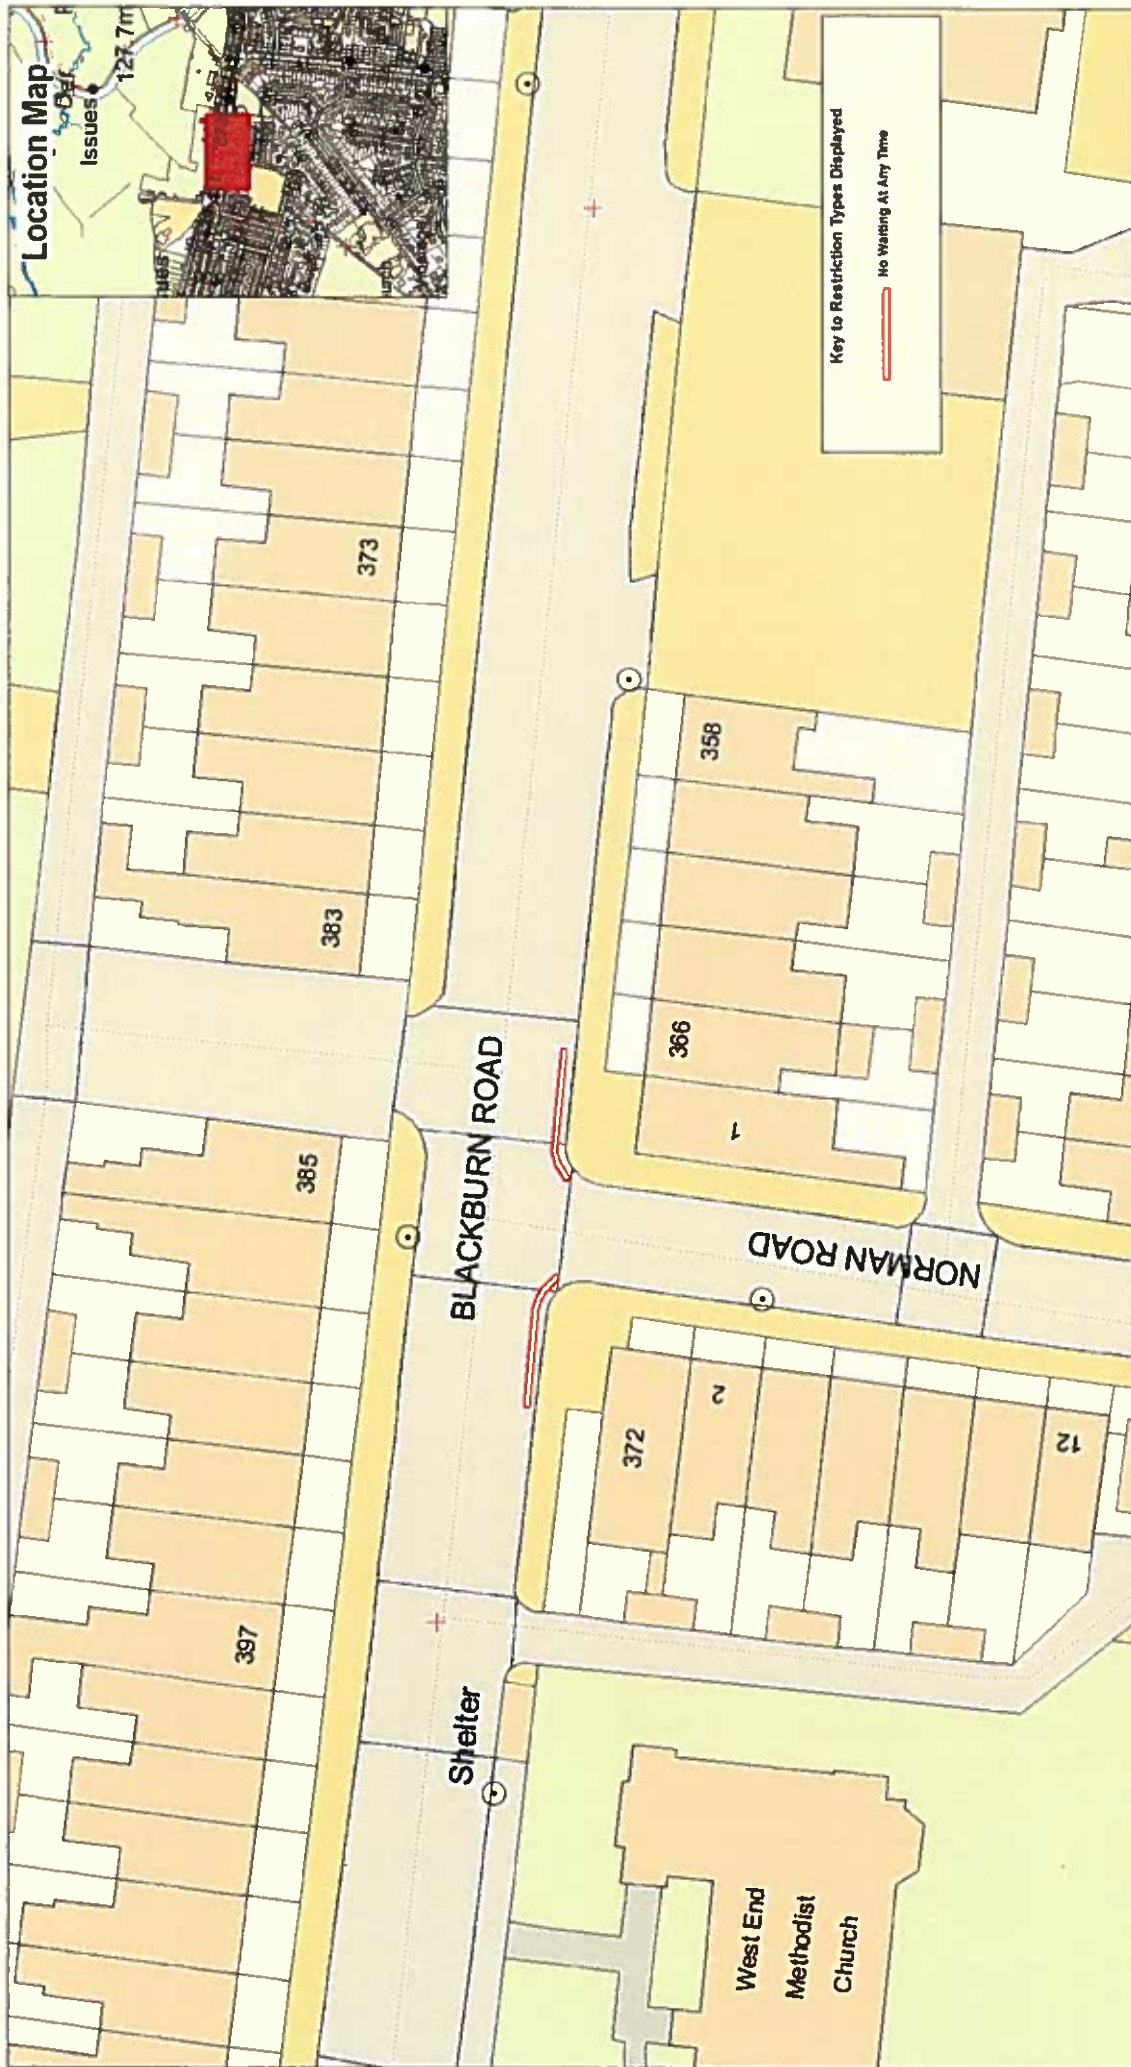 Location Map
Issues
127.7m
383
373
385
397
BLACKBURN ROAD
Shelter
358
366
1
372
2
12
NORMAN ROAD
West End
Methodist
Church
Key to Restriction Types Displayed
No Waiting At Any Time